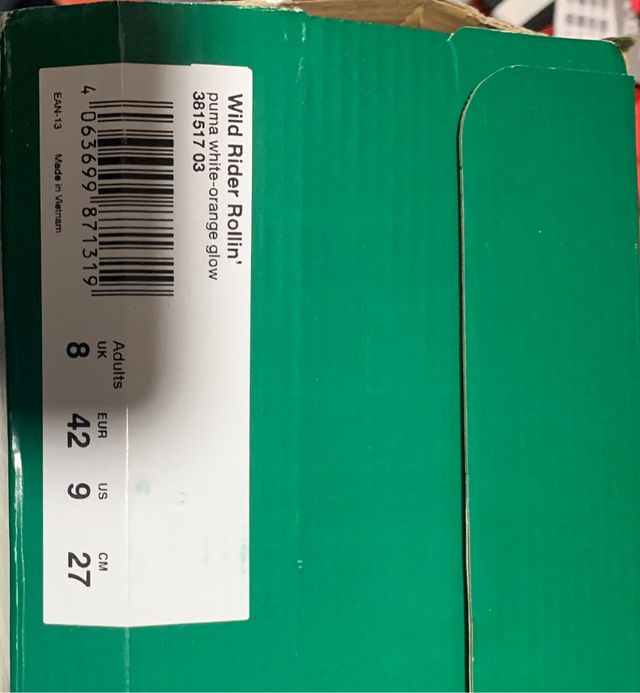 Wild Rider Rollin'
puma white-orange glow
381517 03
4 063699 871319
EAN-13 Made in Vietnam
Adults
UK EUR US CM
8 42 9 27